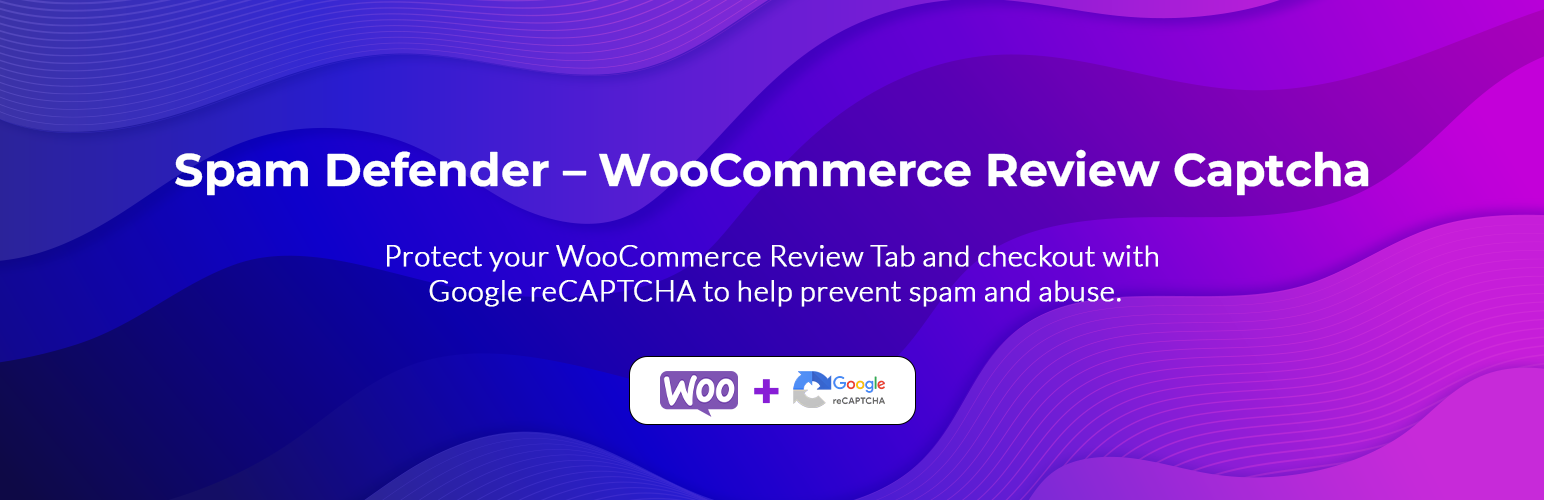 Spam Defender – WooCommerce Review Captcha
Protect your WooCommerce Review Tab and checkout with
Google reCAPTCHA to help prevent spam and abuse.
Woo + Google
reCAPTCHA